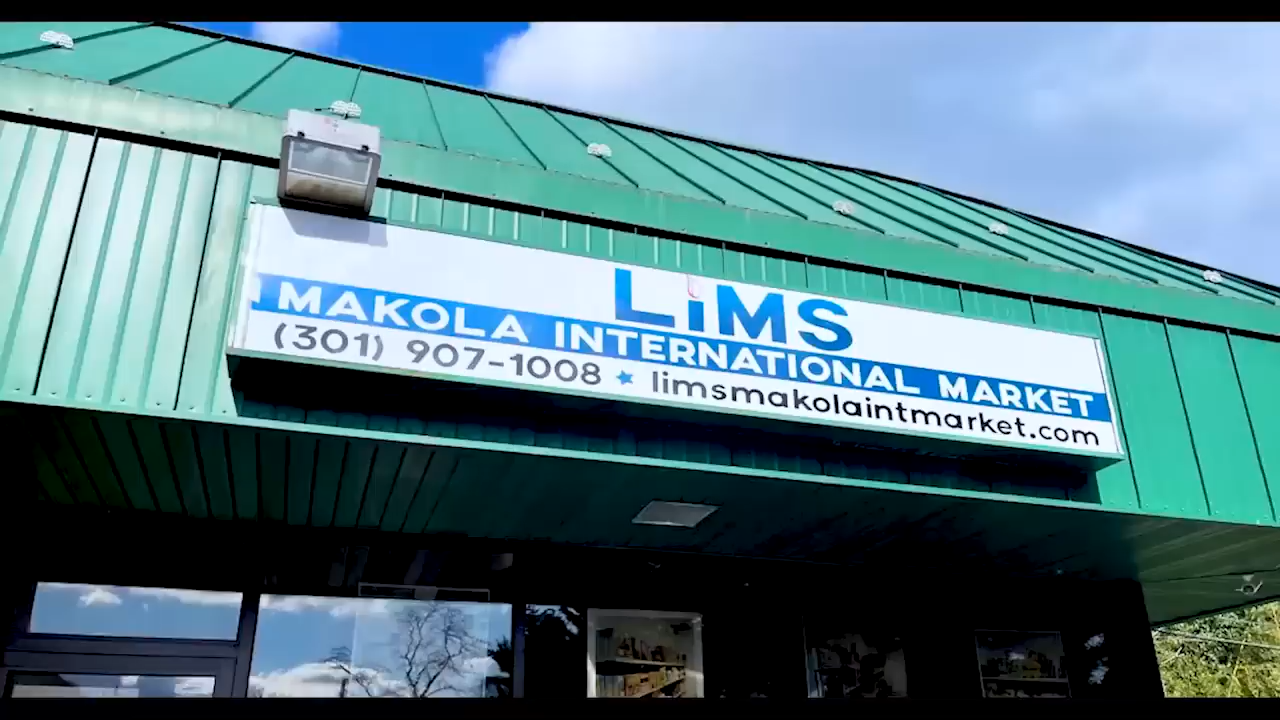 LiMS
MAKOLA INTERNATIONAL MARKET
(301) 907-1008 ★ limsmakolaintmarket.com